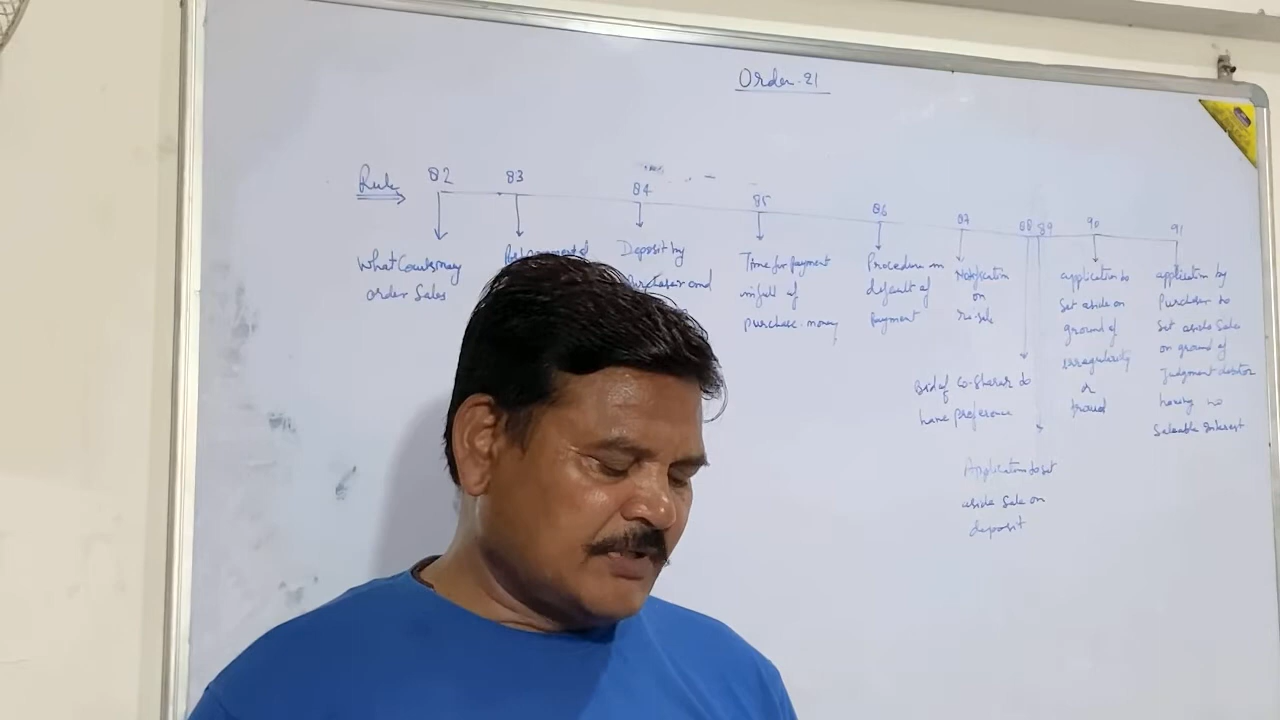 Order-21
Rule
82 83 84 85 86 87 88 89 90 91
What Courts may
order Sales
Deposit by
Purchaser and
Time for payment
in full of
purchase-money
Procedure in
default of
Payment
Notification
on
re-sale
Bid of Co-Sharer to
have preference
Application to set
aside Sale on
deposit
application to
Set aside on
ground of
irregularity
or
fraud
application by
Purchaser to
Set aside Sale
on ground of
Judgment debtor
having no
Saleable Interest